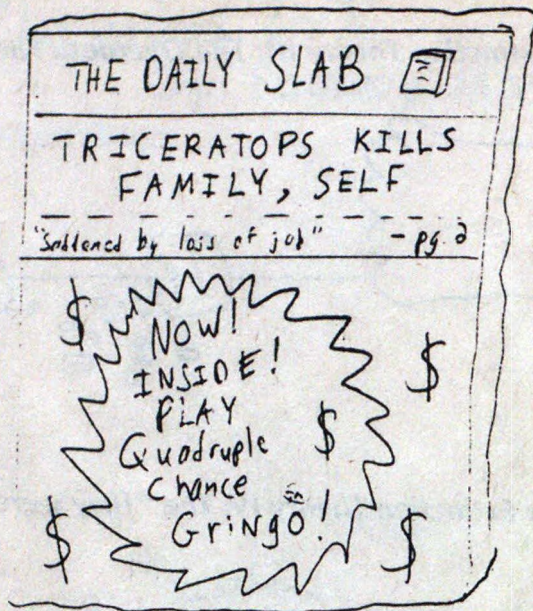 THE DAILY SLAB
TRICERATOPS KILLS
FAMILY, SELF
"Saddened by loss of job" - pg. 2
$
NOW!
INSIDE!
$
PLAY
$
Quadruple
Chance
$ GRiNGO. $